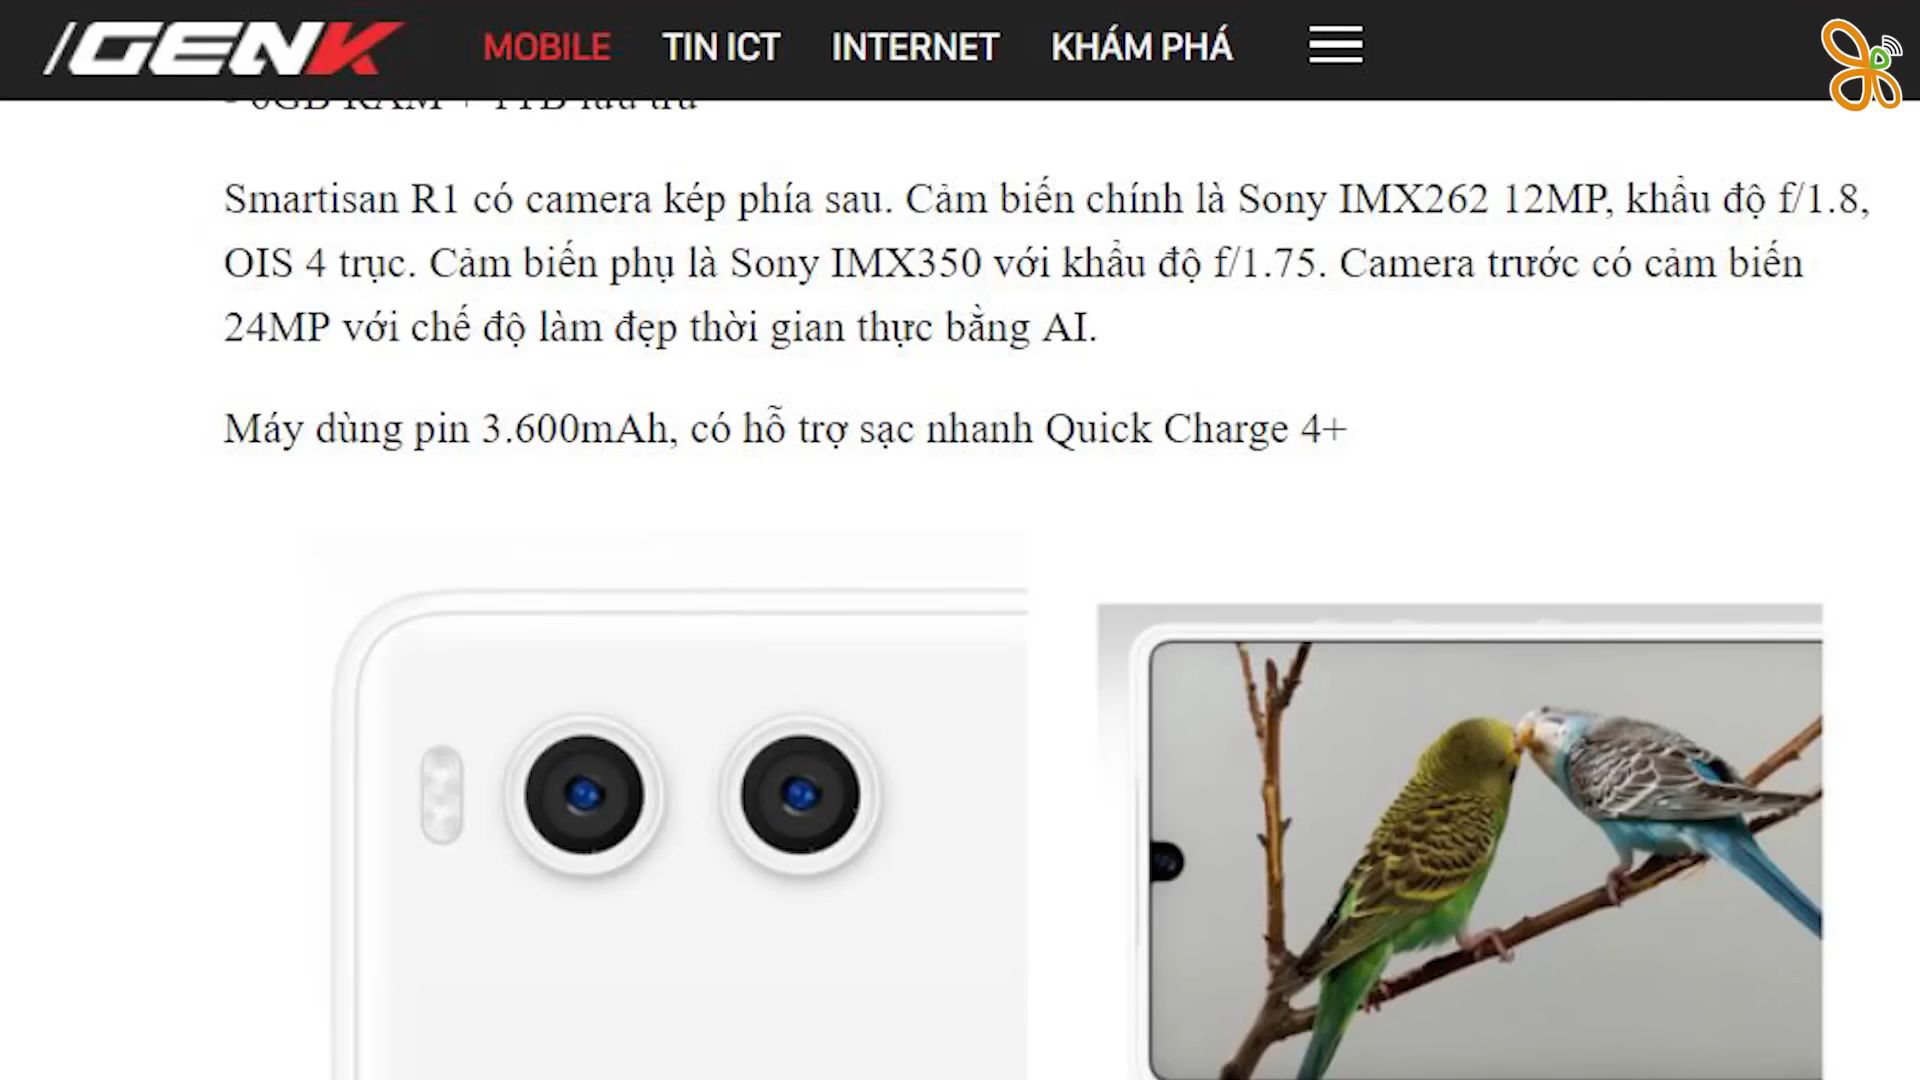 GENK MOBILE TIN ICT INTERNET KHÁM PHÁ
Smartisan R1 có camera kép phía sau. Cảm biến chính là Sony IMX262 12MP, khẩu độ f/1.8,
OIS 4 trục. Cảm biến phụ là Sony IMX350 với khẩu độ f/1.75. Camera trước có cảm biến
24MP với chế độ làm đẹp thời gian thực bằng AI.
Máy dùng pin 3.600mAh, có hỗ trợ sạc nhanh Quick Charge 4+